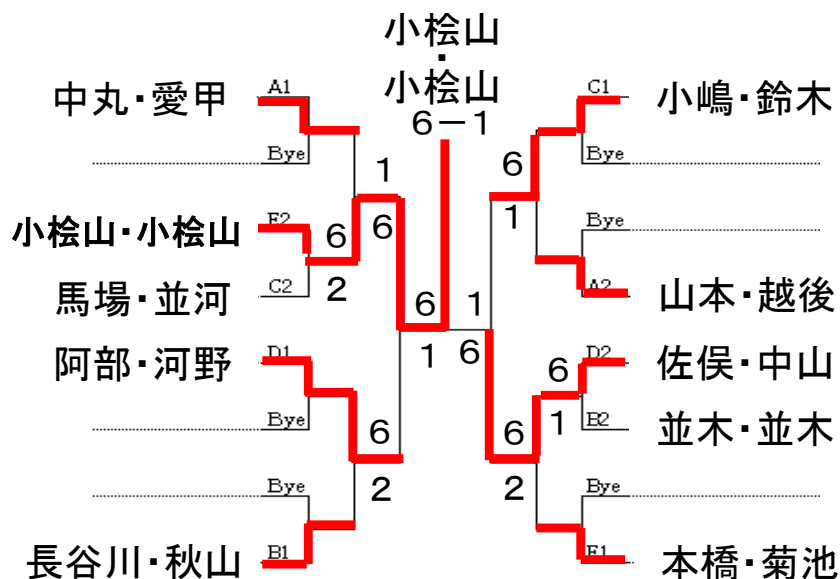 小桧山
・
小桧山
6－1
中丸・愛甲
A1
Bye
1
6
小桧山・小桧山
6
2
馬場・並河
C2
阿部・河野
D1
Bye
6
2
Bye
長谷川・秋山
B1
6
1
1
6
C1
小嶋・鈴木
Bye
6
1
Bye
A2
山本・越後
D2
佐俣・中山
6
1
B2
並木・並木
6
2
Bye
本橋・菊池